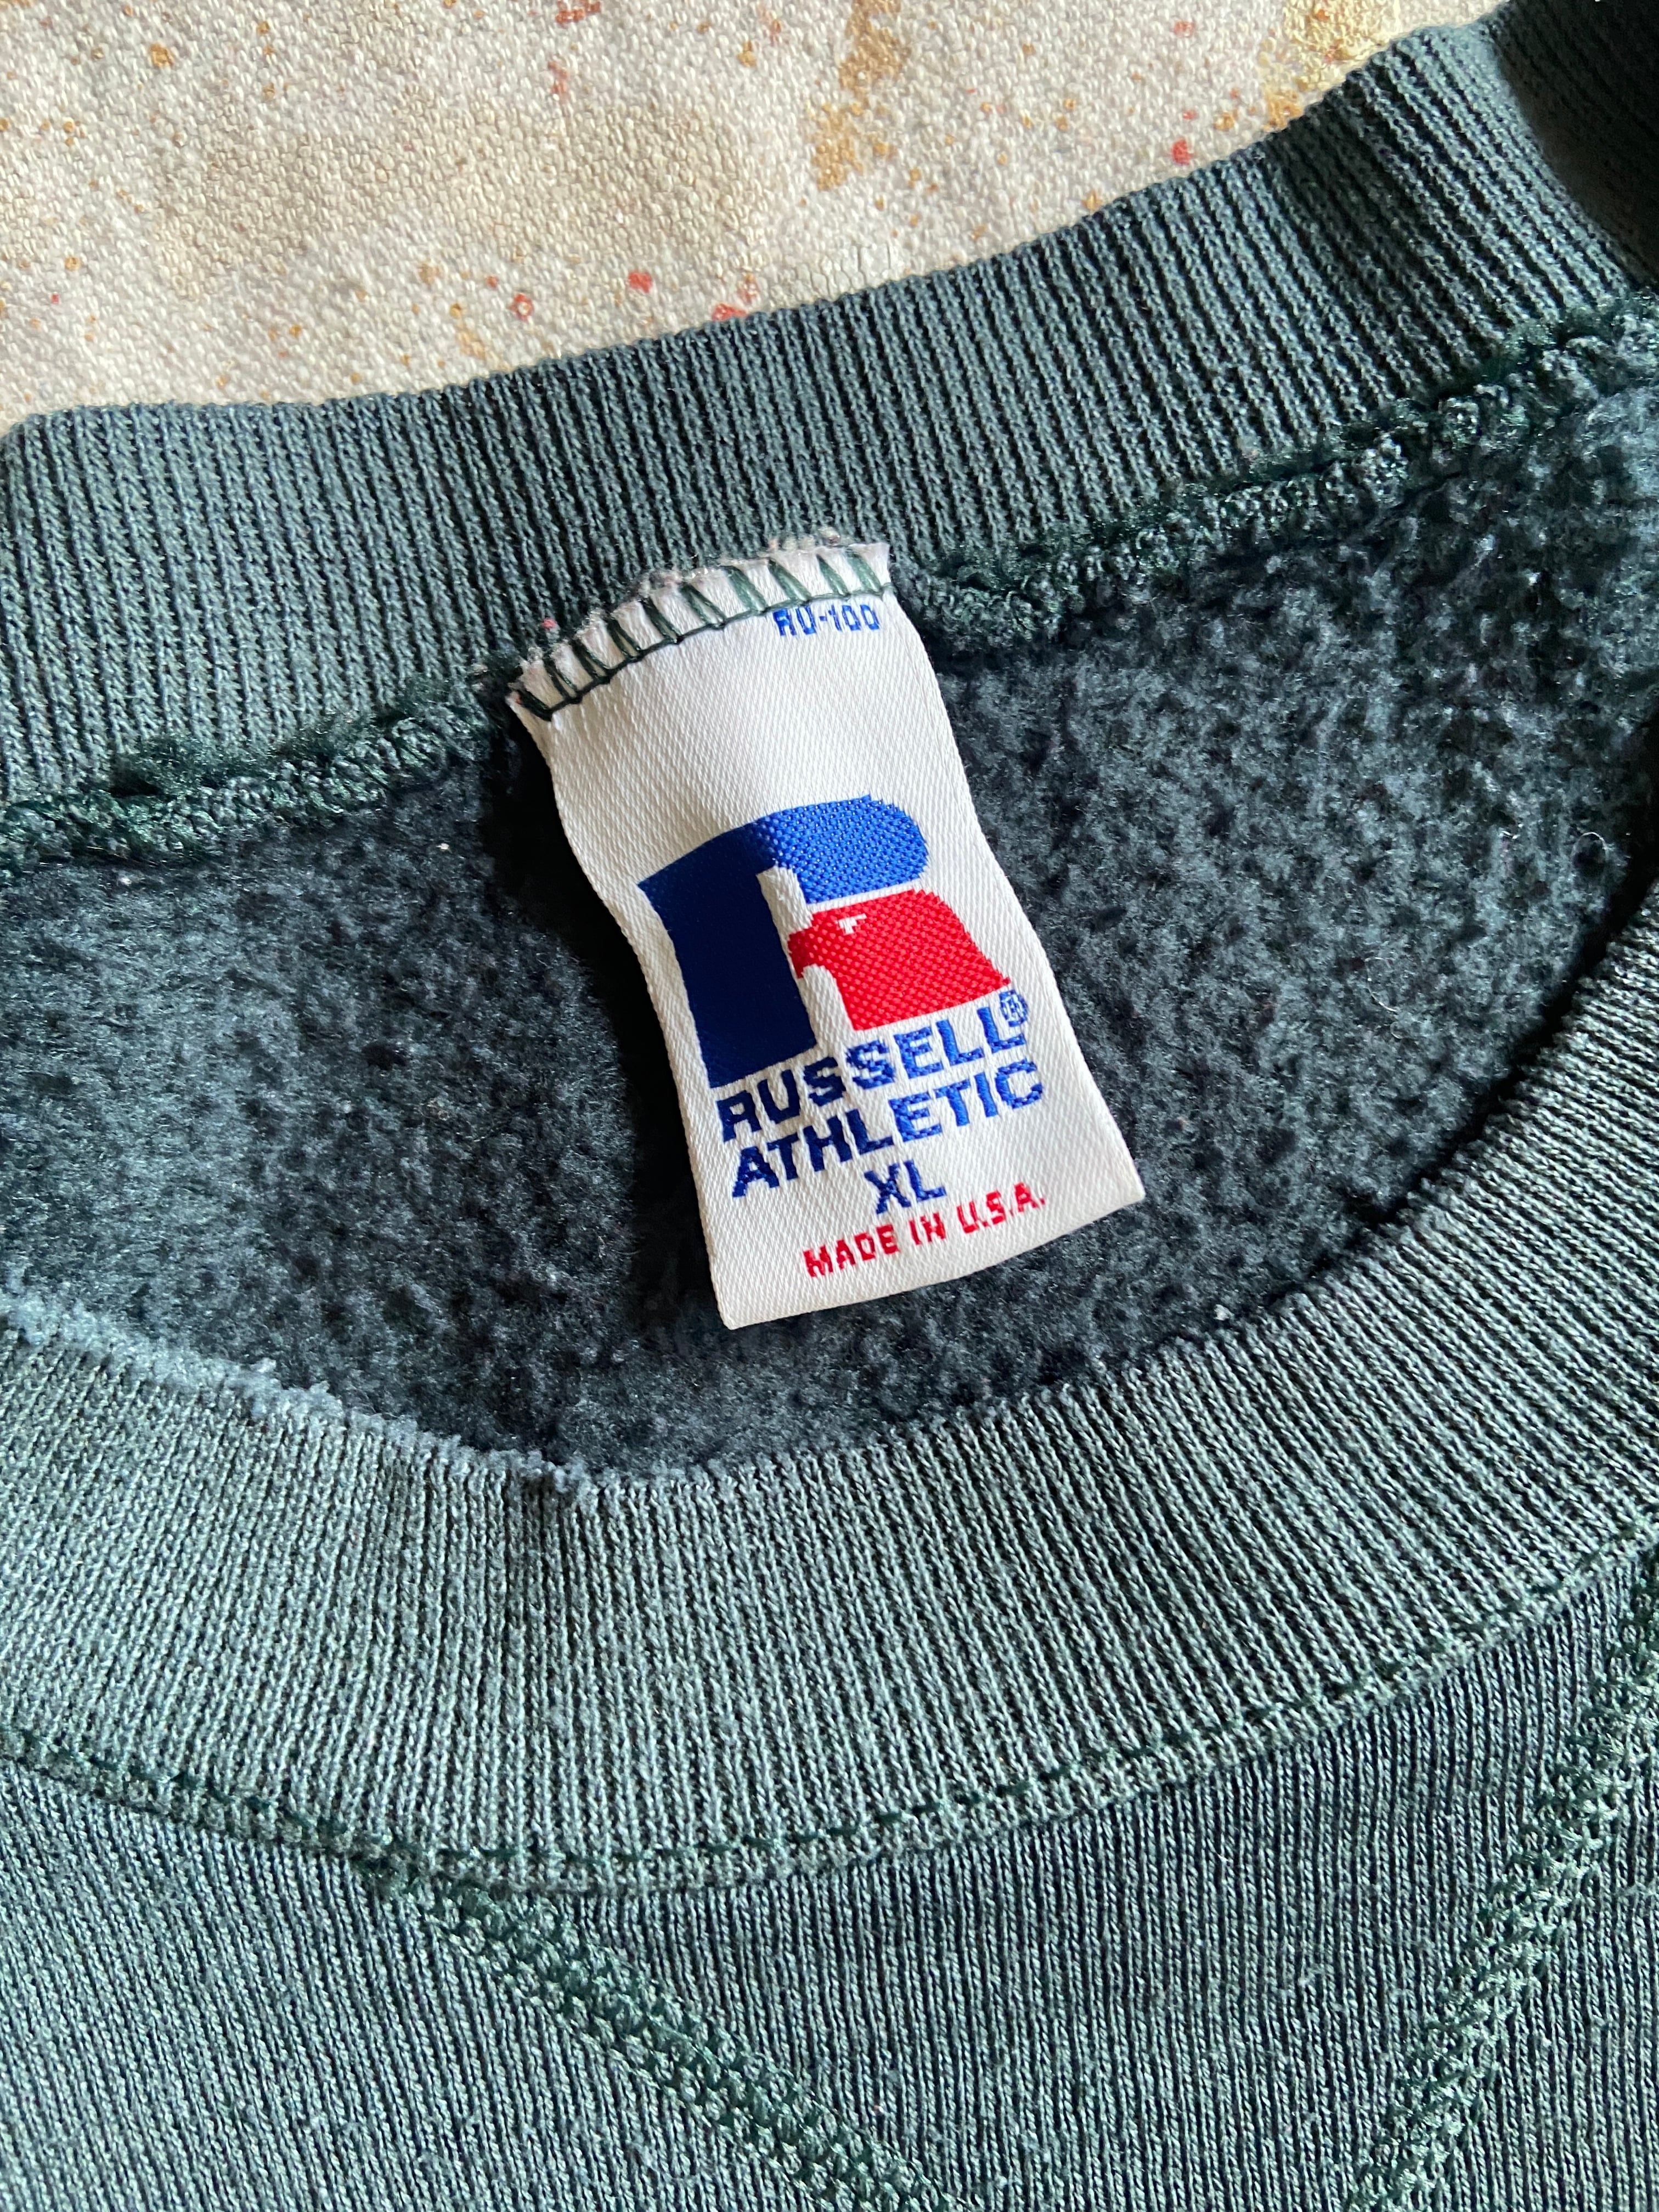 RU-100
RUSSELL®
ATHLETIC
XL
MADE IN U.S.A.